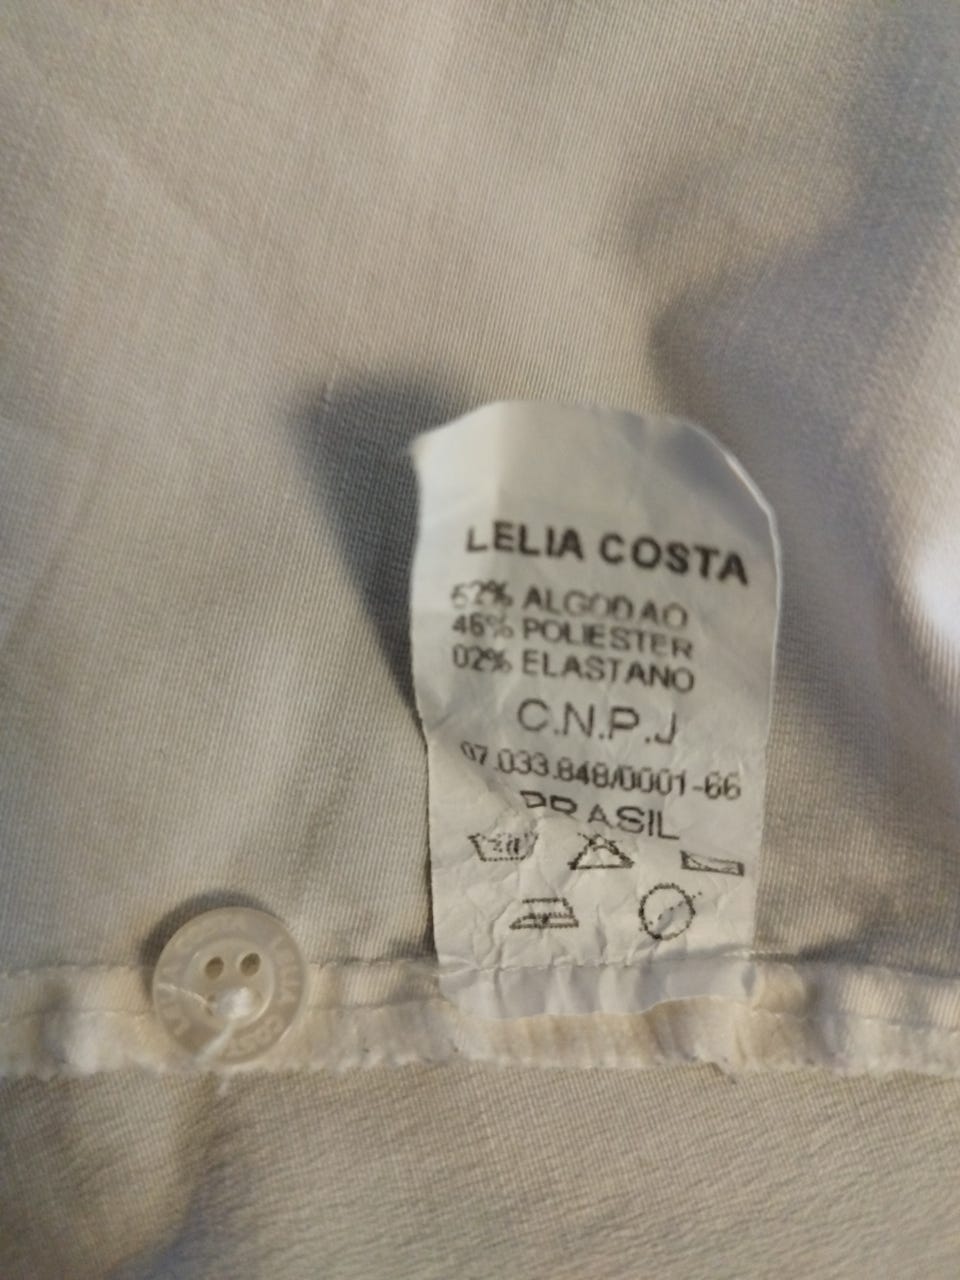 LELIA COSTA
52% ALGODAO
46% POLIESTER
02% ELASTANO
C.N.P.J
07.033.848/0001-66
BRASIL